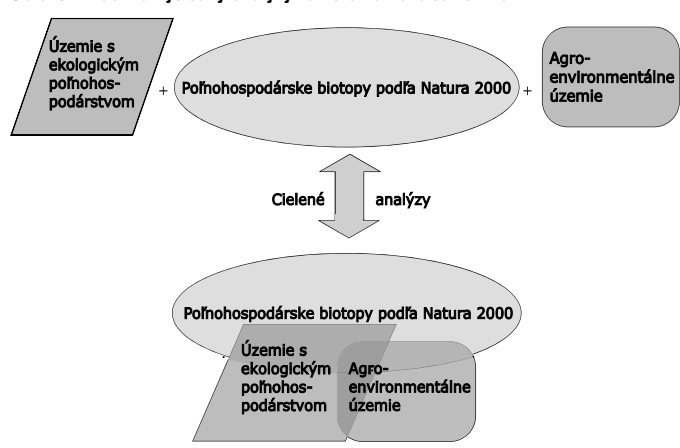 Územie s
ekologickým
poľnohos-
podárstvom
+
Poľnohospodárske biotopy podľa Natura 2000
+
Agro-
environmentálne
územie
Cielené analýzy
Poľnohospodárske biotopy podľa Natura 2000
Územie s
ekologickým
poľnohos-
podárstvom
Agro-
environmentálne
územie